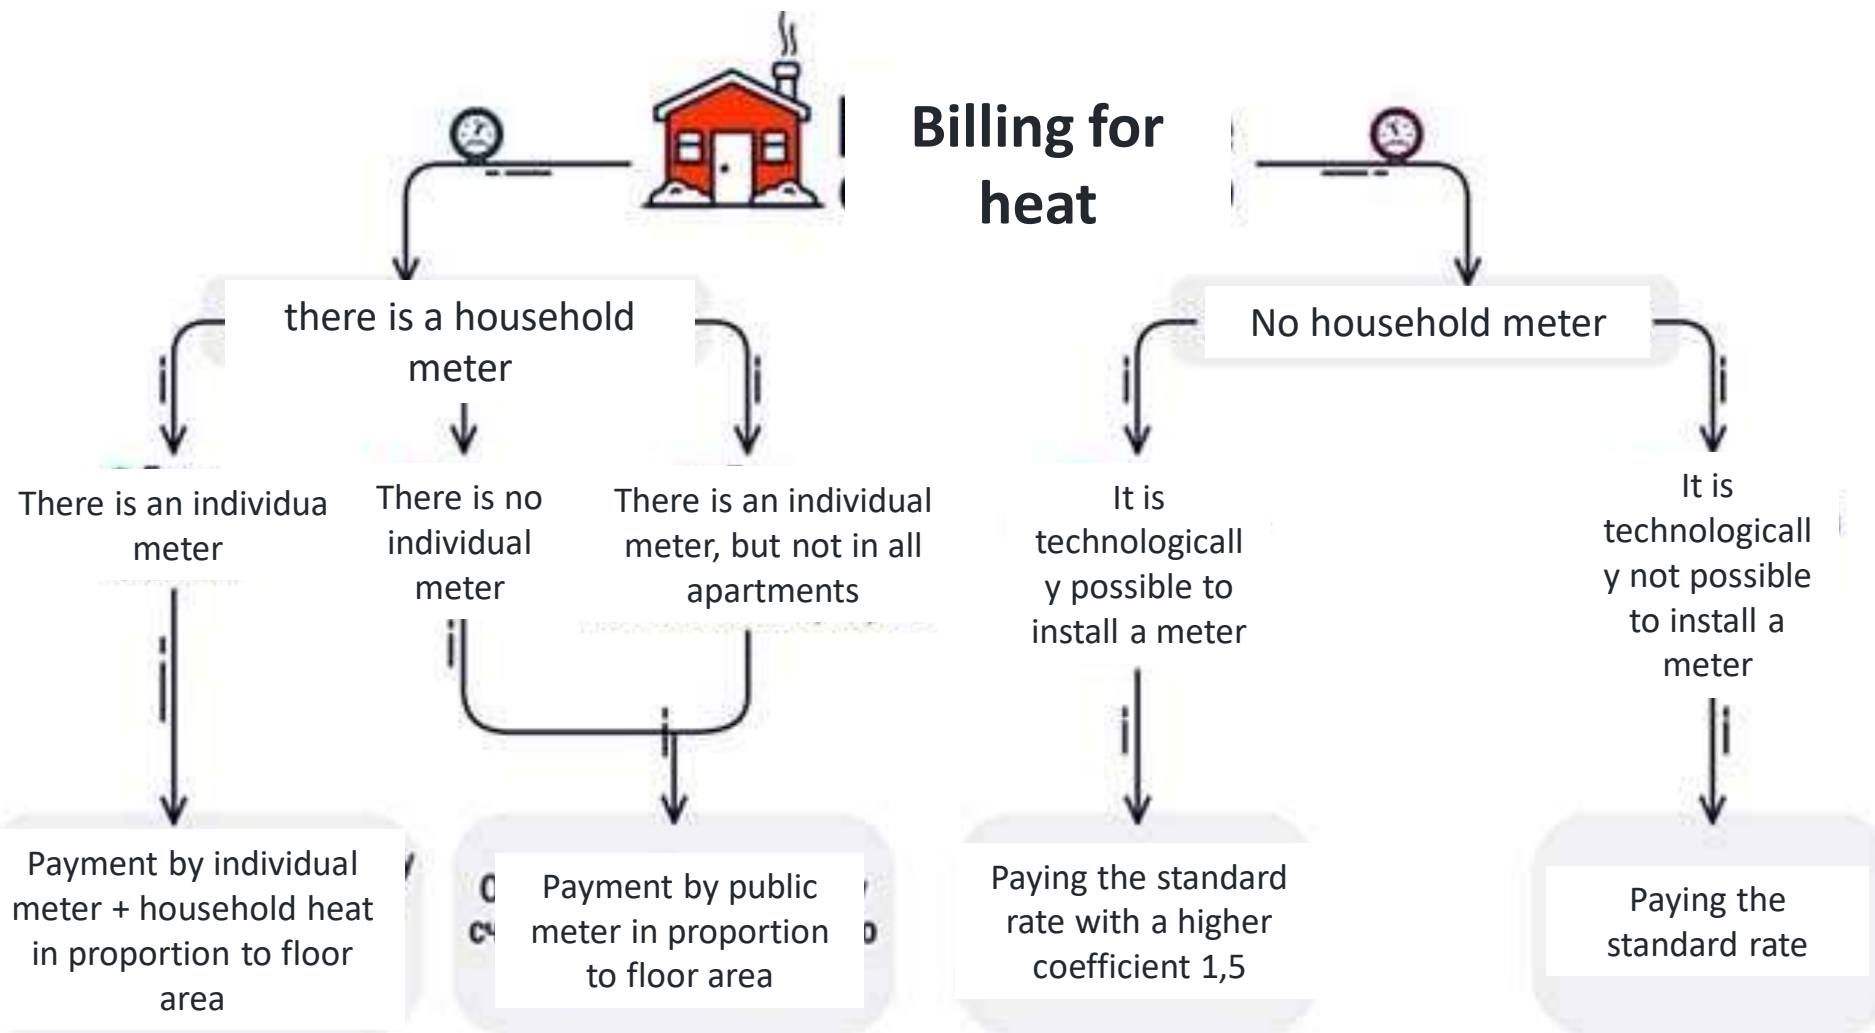 Billing for
heat
there is a household
meter
No household meter
There is an individua
meter
There is no
individual
meter
There is an individual
meter, but not in all
apartments
It is
technologicall
y possible to
install a meter
It is
technologicall
y not possible
to install a
meter
Payment by individual
meter + household heat
in proportion to floor
area
Payment by public
meter in proportion
to floor area
Paying the standard
rate with a higher
coefficient 1,5
Paying the
standard rate